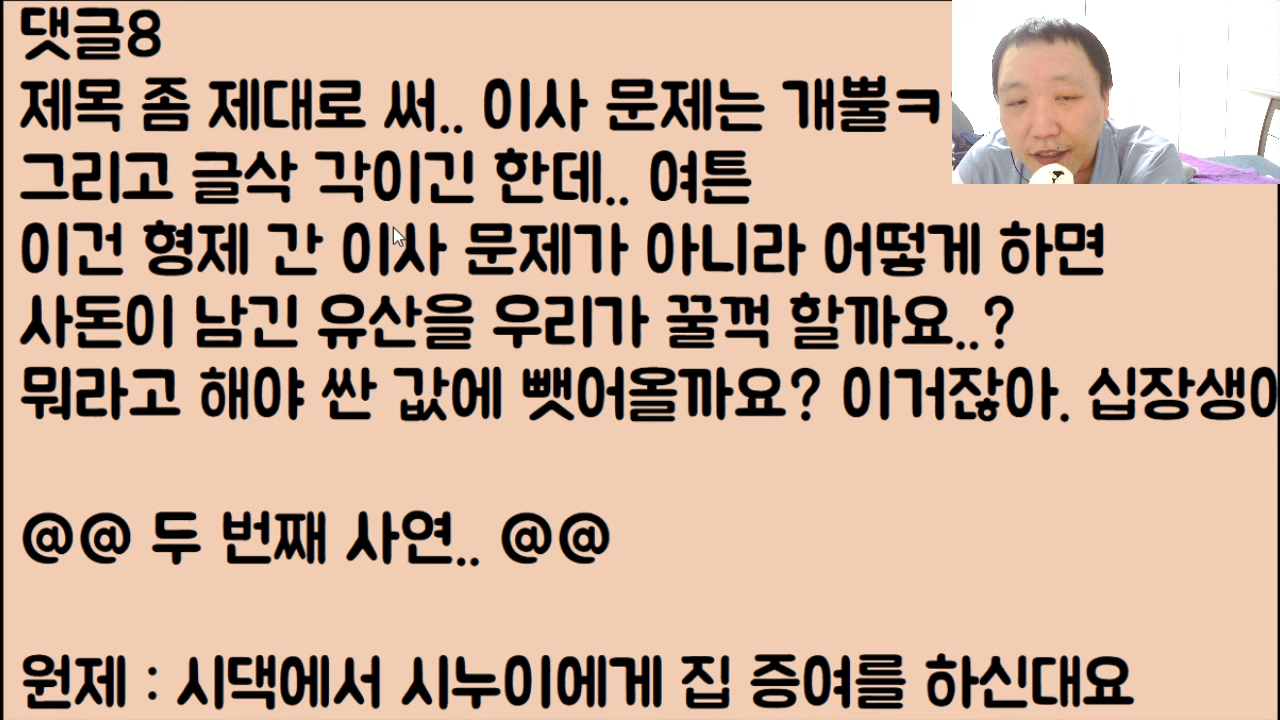 댓글8
제목 좀 제대로 써.. 이사 문제는 개뿔ㅋ
그리고 글삭 각이긴 한데.. 여튼
이건 형제 간 이사 문제가 아니라 어떻게 하면
사돈이 남긴 유산을 우리가 꿀꺽 할까요..?
뭐라고 해야 싼 값에 뺏어올까요? 이거잖아. 십장생아
@@ 두 번째 사연.. @@
원제 : 시댁에서 시누이에게 집 증여를 하신대요